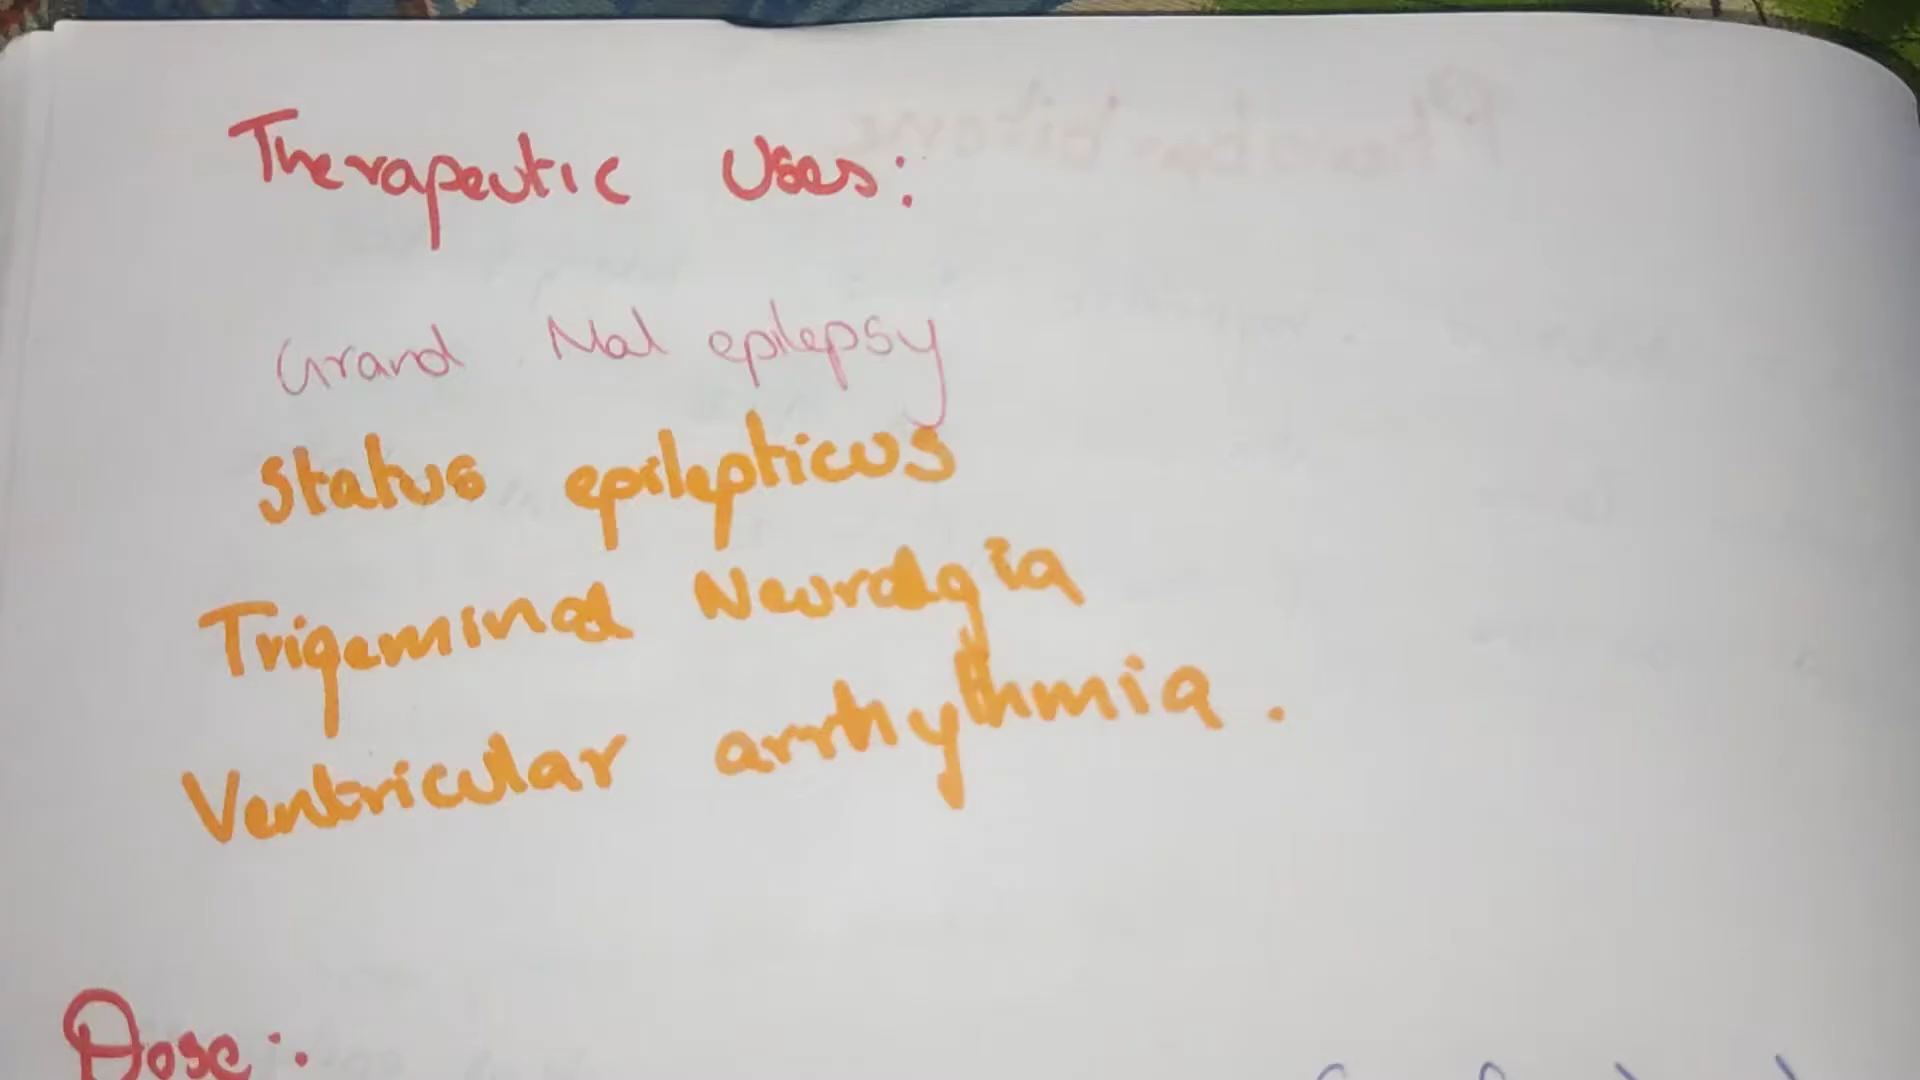 Therapeutic Uses:
Grand Mal epilepsy
Status epilepticus
Trigeminal Neuralgia
Ventricular arrhythmia.
Dose:.